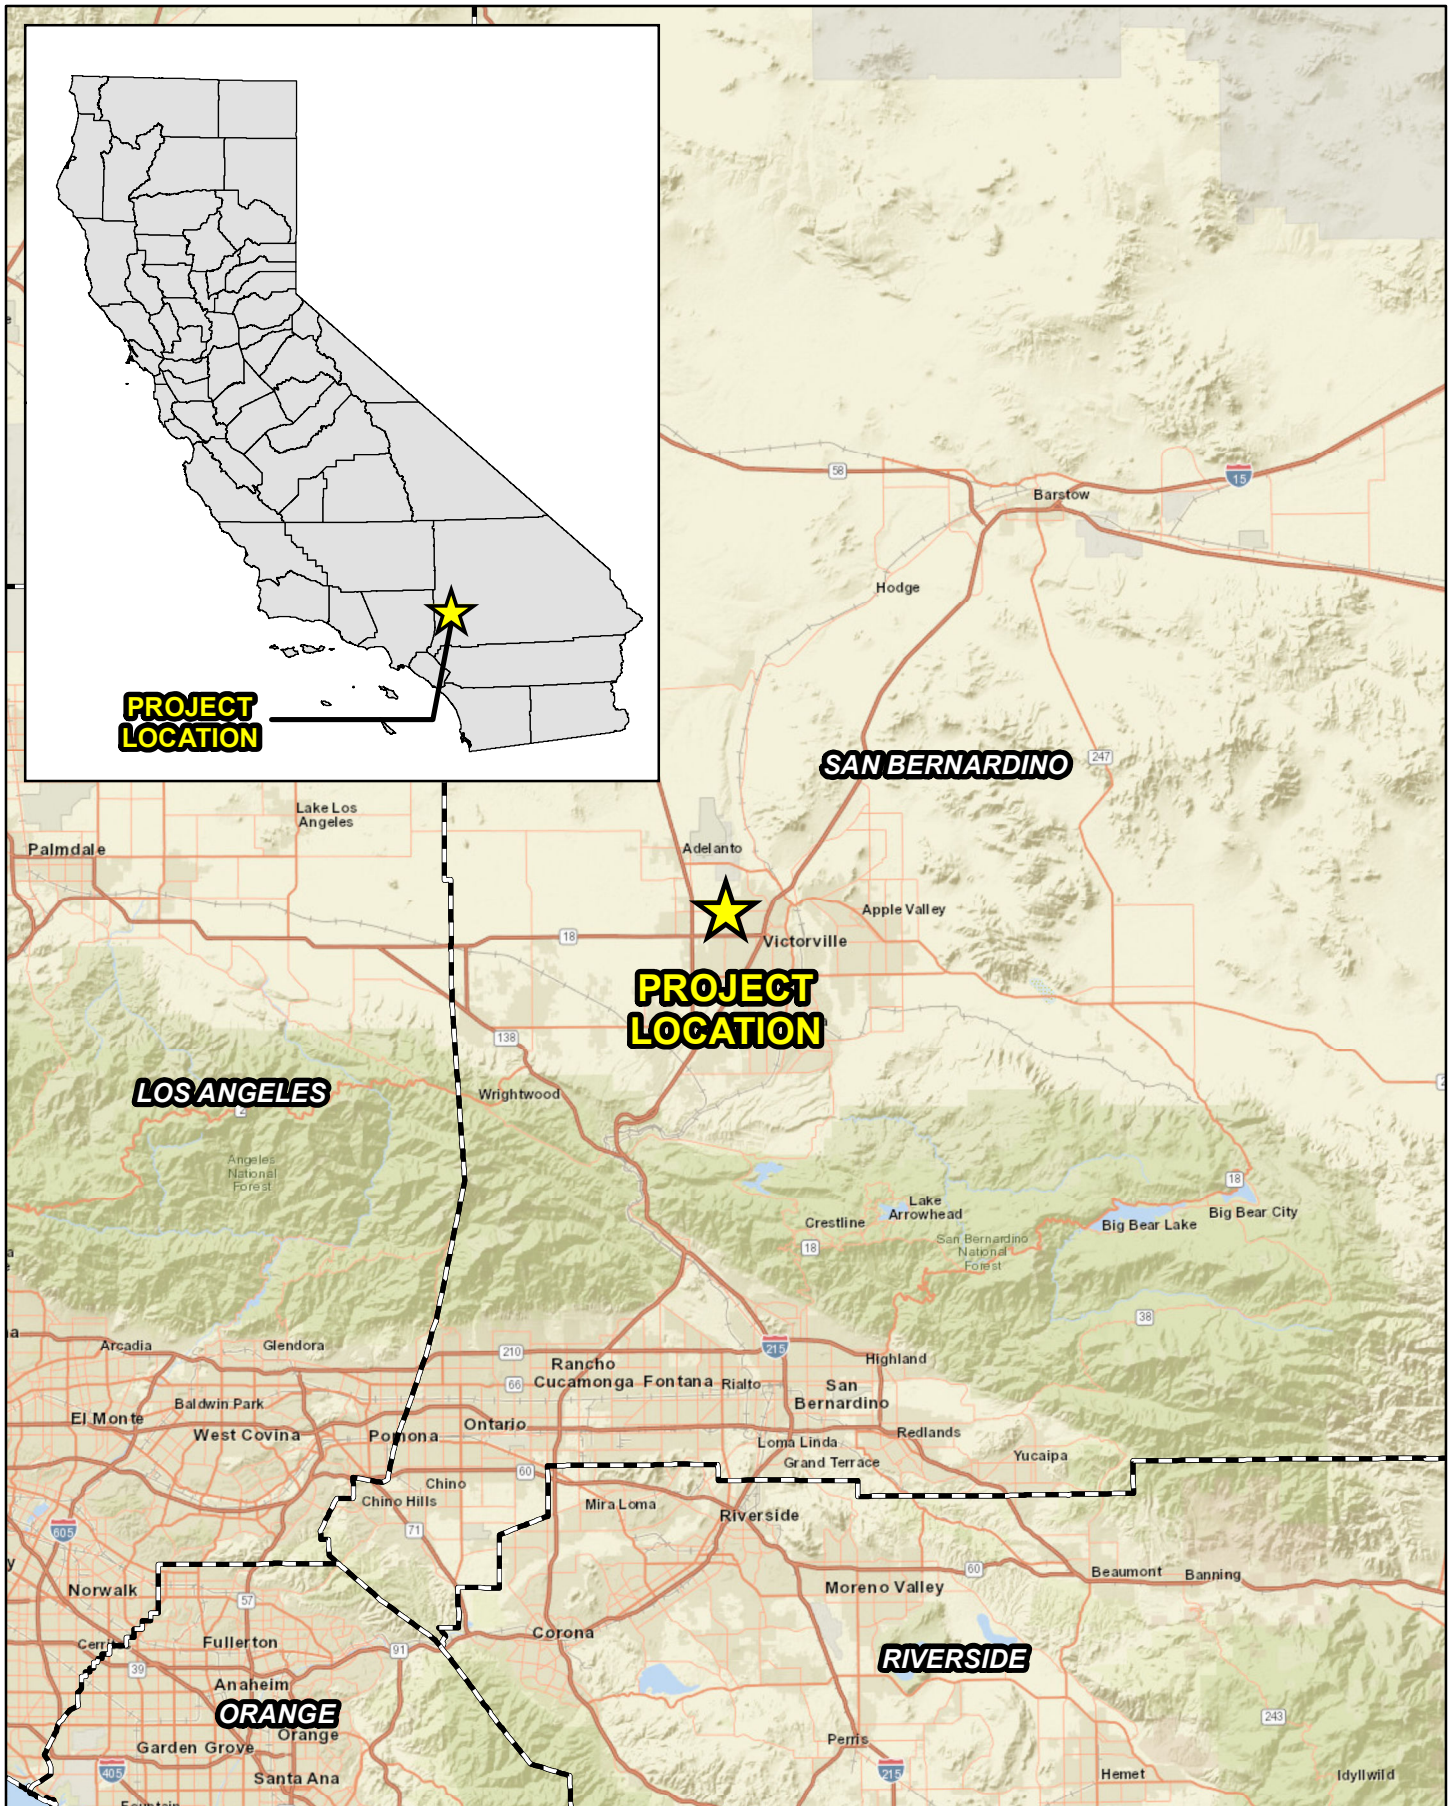 PROJECT
LOCATION
58
15
Barstow
Hodge
SAN BERNARDINO
247
Lake Los
Angeles
Palmdale
Adelanto
Apple Valley
18
Victorville
PROJECT
LOCATION
138
LOS ANGELES
2
Wrightwood
Angeles
National
Forest
18
Lake
Arrowhead
Crestline
Big Bear Lake
Big Bear City
18
San Bernardino
National
Forest
38
Arcadia
Glendora
210
215
Highland
Rancho
Cucamonga
Fontana
Rialto
66
San
Bernardino
Baldwin Park
El Monte
West Covina
Pomona
Ontario
Redlands
Loma Linda
Grand Terrace
Yucaipa
60
Chino
Chino Hills
Mira Loma
Riverside
71
605
Norwalk
57
60
Beaumont
Banning
Moreno Valley
Fullerton
91
Corona
39
RIVERSIDE
Anaheim
ORANGE
Orange
243
Garden Grove
Perris
405
Santa Ana
215
Hemet
Idyllwild